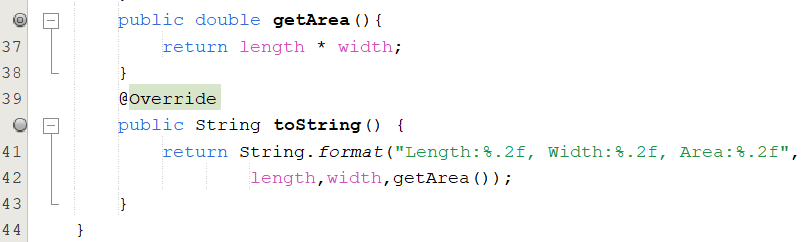 public double getArea(){
37 return length * width;
38 }
39 @Override
public String toString() {
41 return String.format("Length:%.2f, Width:%.2f, Area:%.2f",
42 length,width,getArea());
43 }
44 }